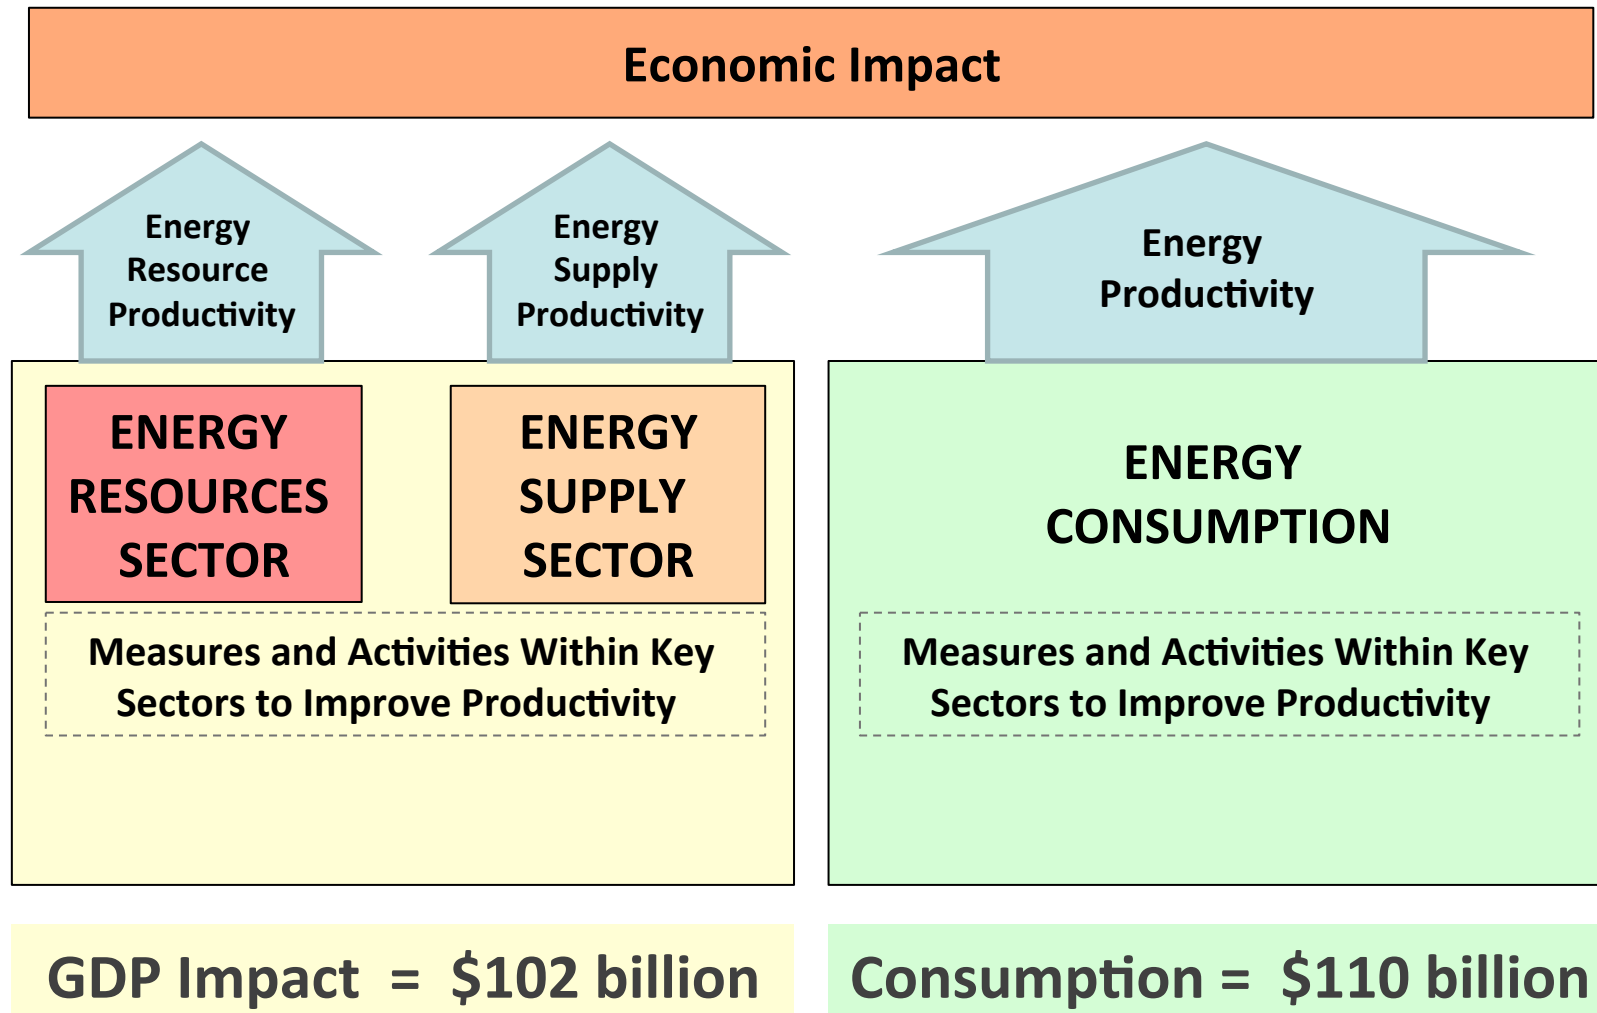 Economic Impact
Energy
Resource
Productivity
Energy
Supply
Productivity
Energy
Productivity
ENERGY
RESOURCES
SECTOR
ENERGY
SUPPLY
SECTOR
ENERGY
CONSUMPTION
Measures and Activities Within Key
Sectors to Improve Productivity
Measures and Activities Within Key
Sectors to Improve Productivity
GDP Impact = $102 billion
Consumption = $110 billion